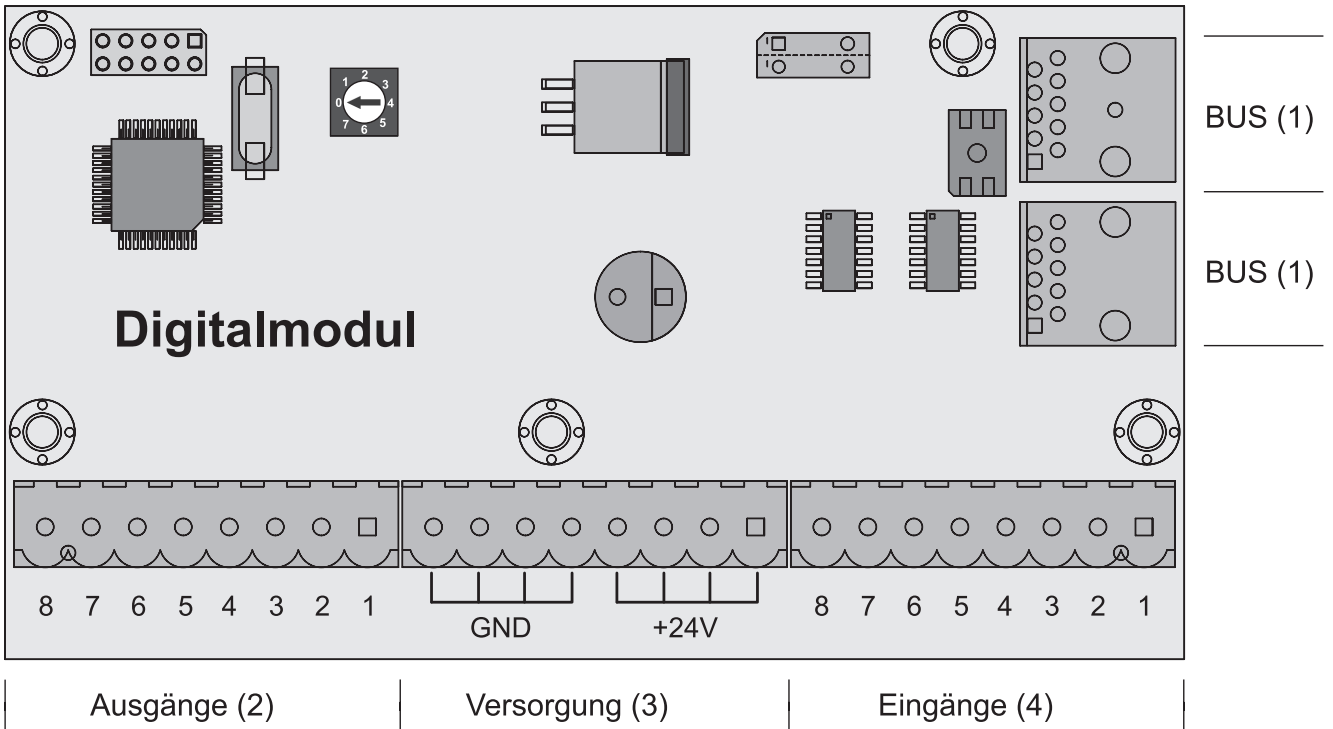 0 1 2 3 4 5 6 7
BUS (1)
BUS (1)
Digitalmodul
8 7 6 5 4 3 2 1
GND
+24V
8 7 6 5 4 3 2 1
Ausgänge (2)
Versorgung (3)
Eingänge (4)